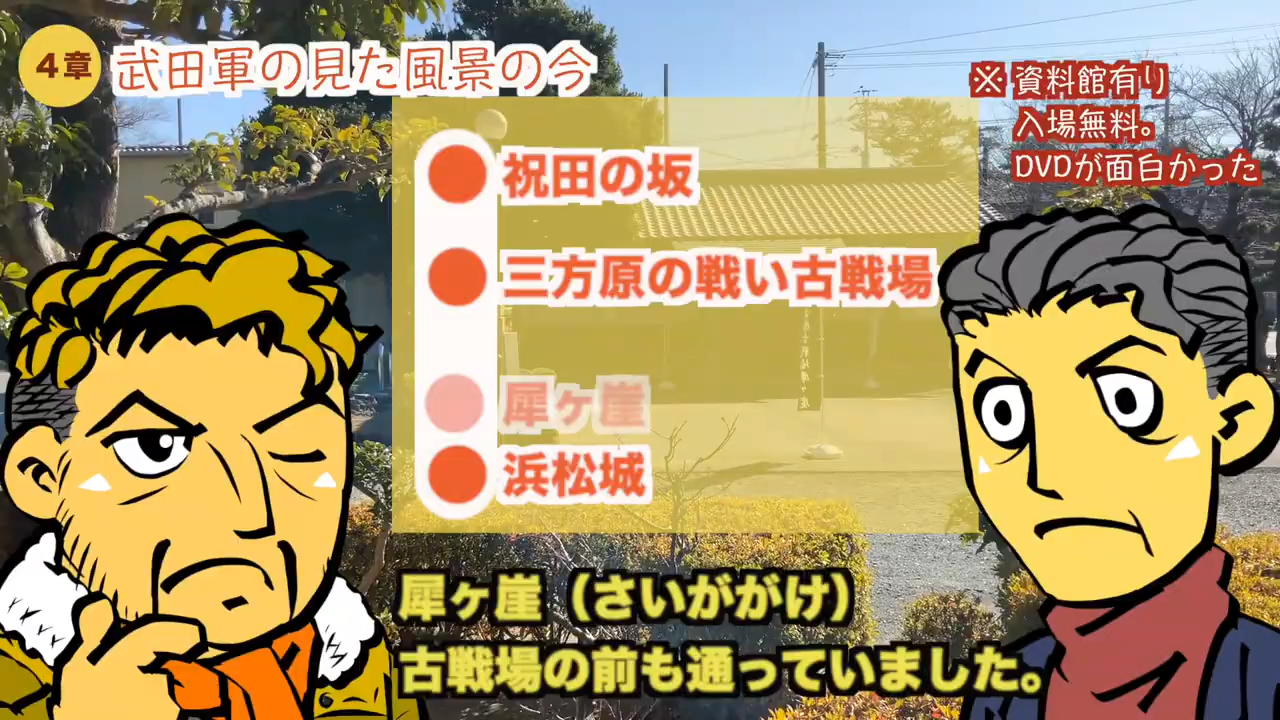 4章 武田軍の見た風景の今
※ 資料館有り
入場無料。
DVDが面白かった
祝田の坂
三方原の戦い古戦場
犀ヶ崖
浜松城
犀ヶ崖（さいががけ）
古戦場の前も通っていました。